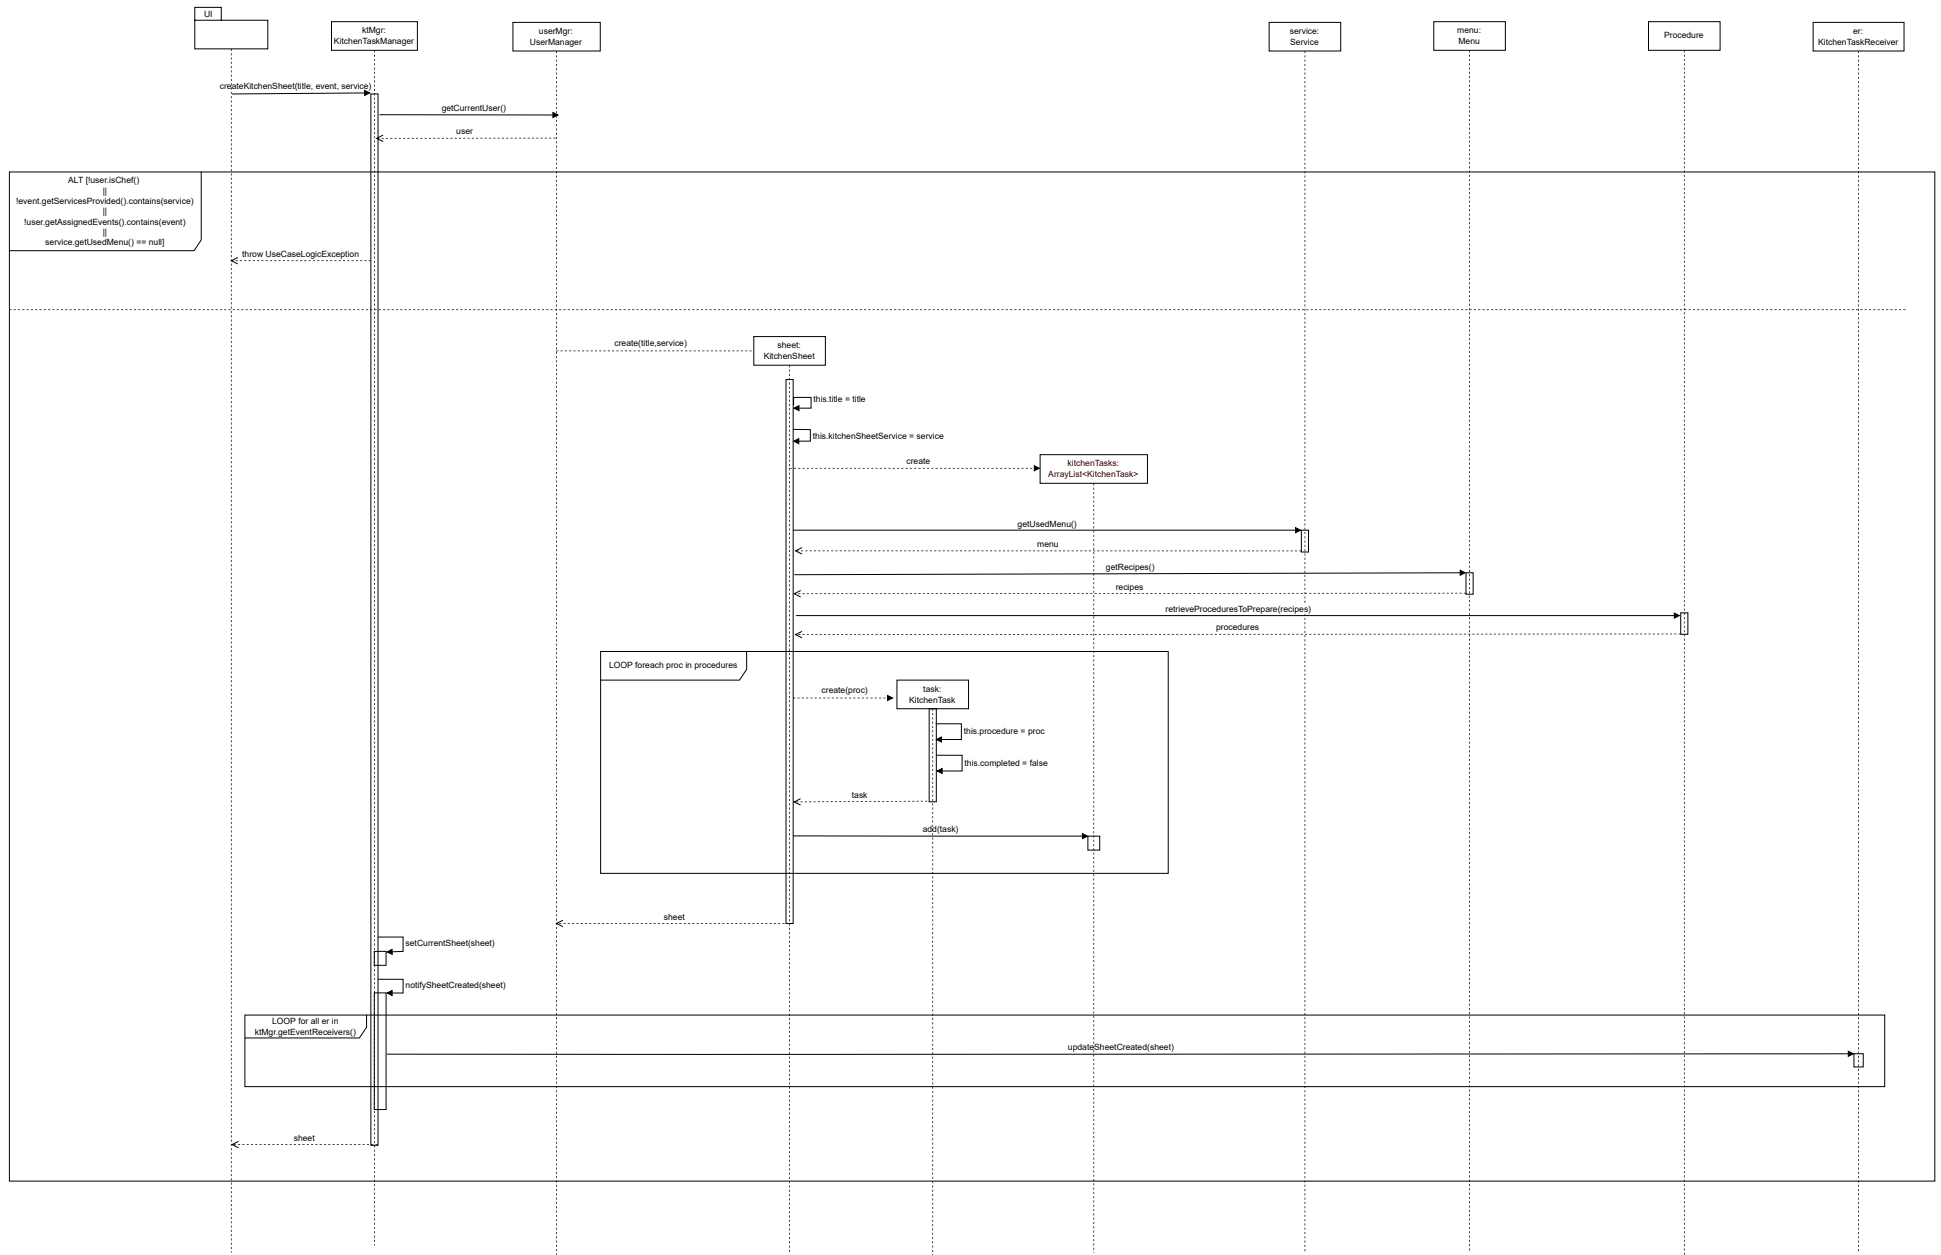 UI
ktMgr:
KitchenTaskManager
userMgr:
UserManager
service:
Service
menu:
Menu
Procedure
er:
KitchenTaskReceiver
createKitchenSheet(title, event, service)
getCurrentUser()
user
ALT [!user.isChef()
||
!event.getServicesProvided().contains(service)
||
!user.getAssignedEvents().contains(event)
||
service.getUsedMenu() == null]
throw UseCaseLogicException
create(title,service)
sheet:
KitchenSheet
this.title = title
this.kitchenSheetService = service
create
kitchenTasks:
ArrayList<KitchenTask>
getUsedMenu()
menu
getRecipes()
recipes
retrieveProceduresToPrepare(recipes)
procedures
LOOP foreach proc in procedures
create(proc)
task:
KitchenTask
this.procedure = proc
this.completed = false
task
add(task)
sheet
setCurrentSheet(sheet)
notifySheetCreated(sheet)
LOOP for all er in
ktMgr.getEventReceivers()
updateSheetCreated(sheet)
sheet